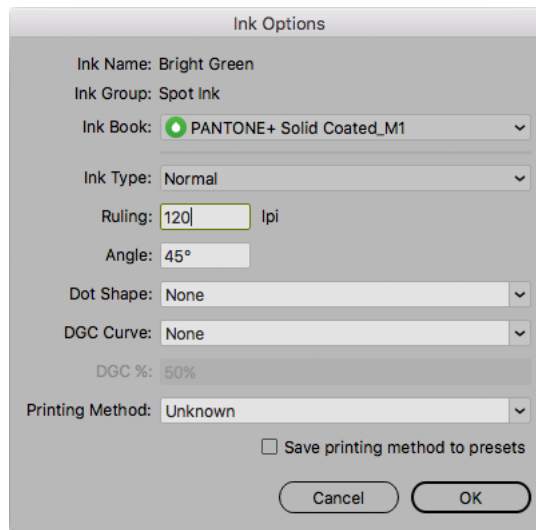 Ink Options
Ink Name: Bright Green
Ink Group: Spot Ink
Ink Book: PANTONE+ Solid Coated_M1
Ink Type: Normal
Ruling: 120 lpi
Angle: 45°
Dot Shape: None
DGC Curve: None
DGC %: 50%
Printing Method: Unknown
Save printing method to presets
Cancel OK